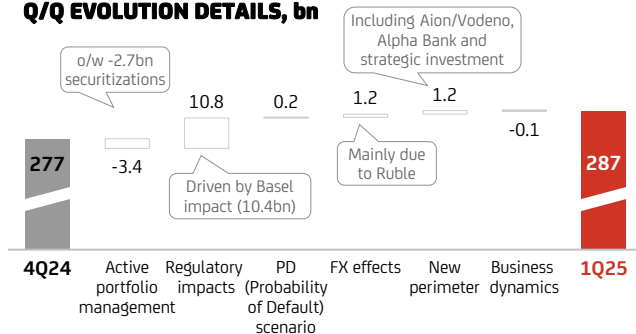 Q/Q EVOLUTION DETAILS, bn
o/w -2.7bn
securitizations
Including Aion/Vodeno,
Alpha Bank and
strategic investment
277
-3.4
10.8
0.2
1.2
1.2
-0.1
287
Driven by Basel
impact (10.4bn)
Mainly due
to Ruble
4Q24
Active
portfolio
management
Regulatory
impacts
PD
(Probability
of Default)
scenario
FX effects
New
perimeter
Business
dynamics
1Q25